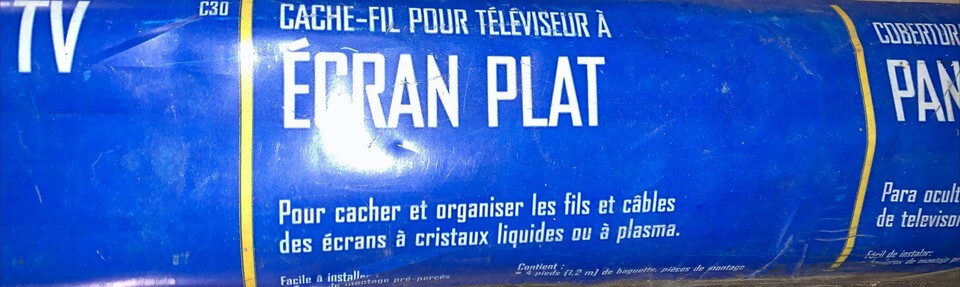 TV
C30
CACHE-FIL POUR TÉLÉVISEUR À
ÉCRAN PLAT
Pour cacher et organiser les fils et câbles
des écrans à cristaux liquides ou à plasma.
Facile à installer
de montage pré-percés
Contient :
4 pieds (1,2 m) de baguette, pièces de montage
COBERTURA
PAN
Para ocult
de televisor
Fácil de instalar: